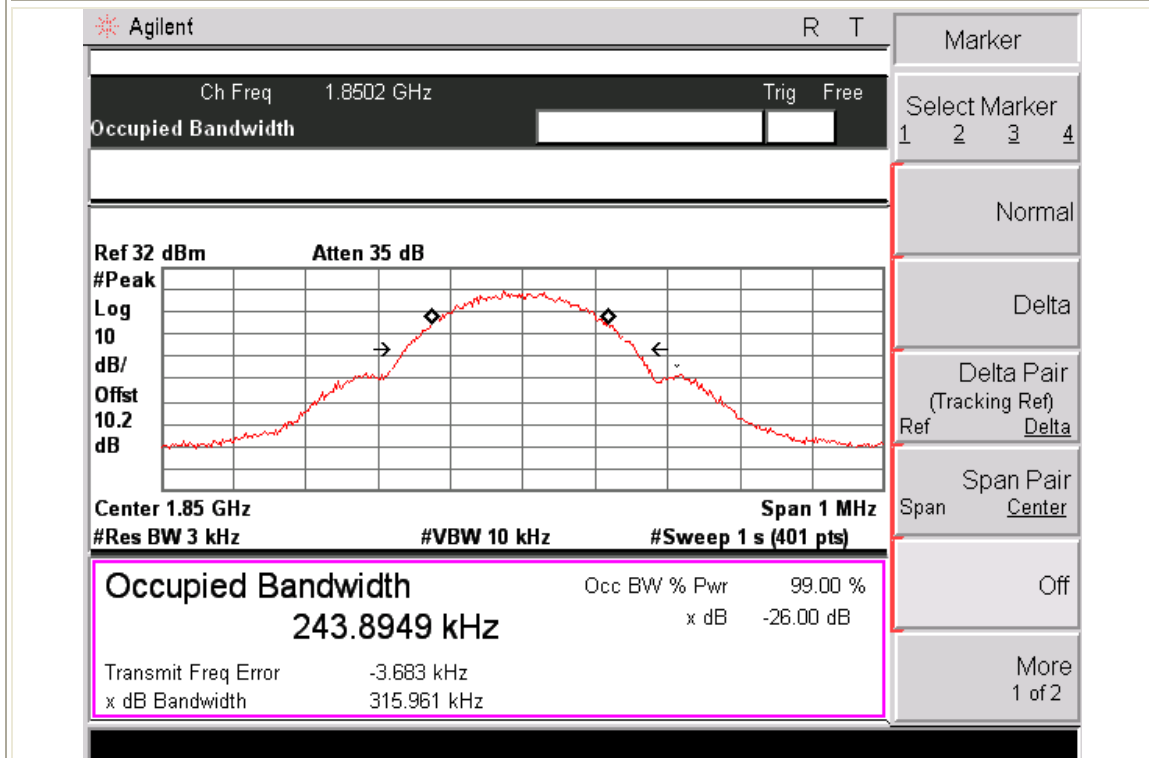 Agilent
R T
Ch Freq 1.8502 GHz
Trig Free
Occupied Bandwidth
Ref 32 dBm
Atten 35 dB
#Peak
Log
10
dB/
Offst
10.2
dB
Center 1.85 GHz
Span 1 MHz
#Res BW 3 kHz
#VBW 10 kHz
#Sweep 1 s (401 pts)
Occupied Bandwidth
243.8949 kHz
Occ BW % Pwr 99.00 %
x dB -26.00 dB
Transmit Freq Error -3.683 kHz
x dB Bandwidth 315.961 kHz
Marker
Select Marker
1 2 3 4
Normal
Delta
Delta Pair
(Tracking Ref)
Ref Delta
Span Pair
Span Center
Off
More
1 of 2